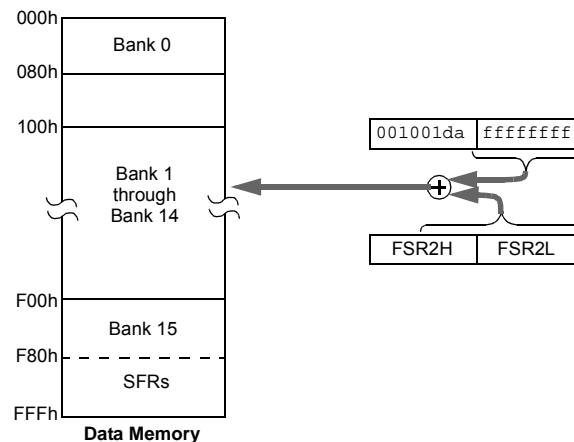 000h
Bank 0
080h
100h
001001da ffffffff
Bank 1
through
Bank 14
FSR2H FSR2L
F00h
Bank 15
F80h
SFRs
FFFh
Data Memory